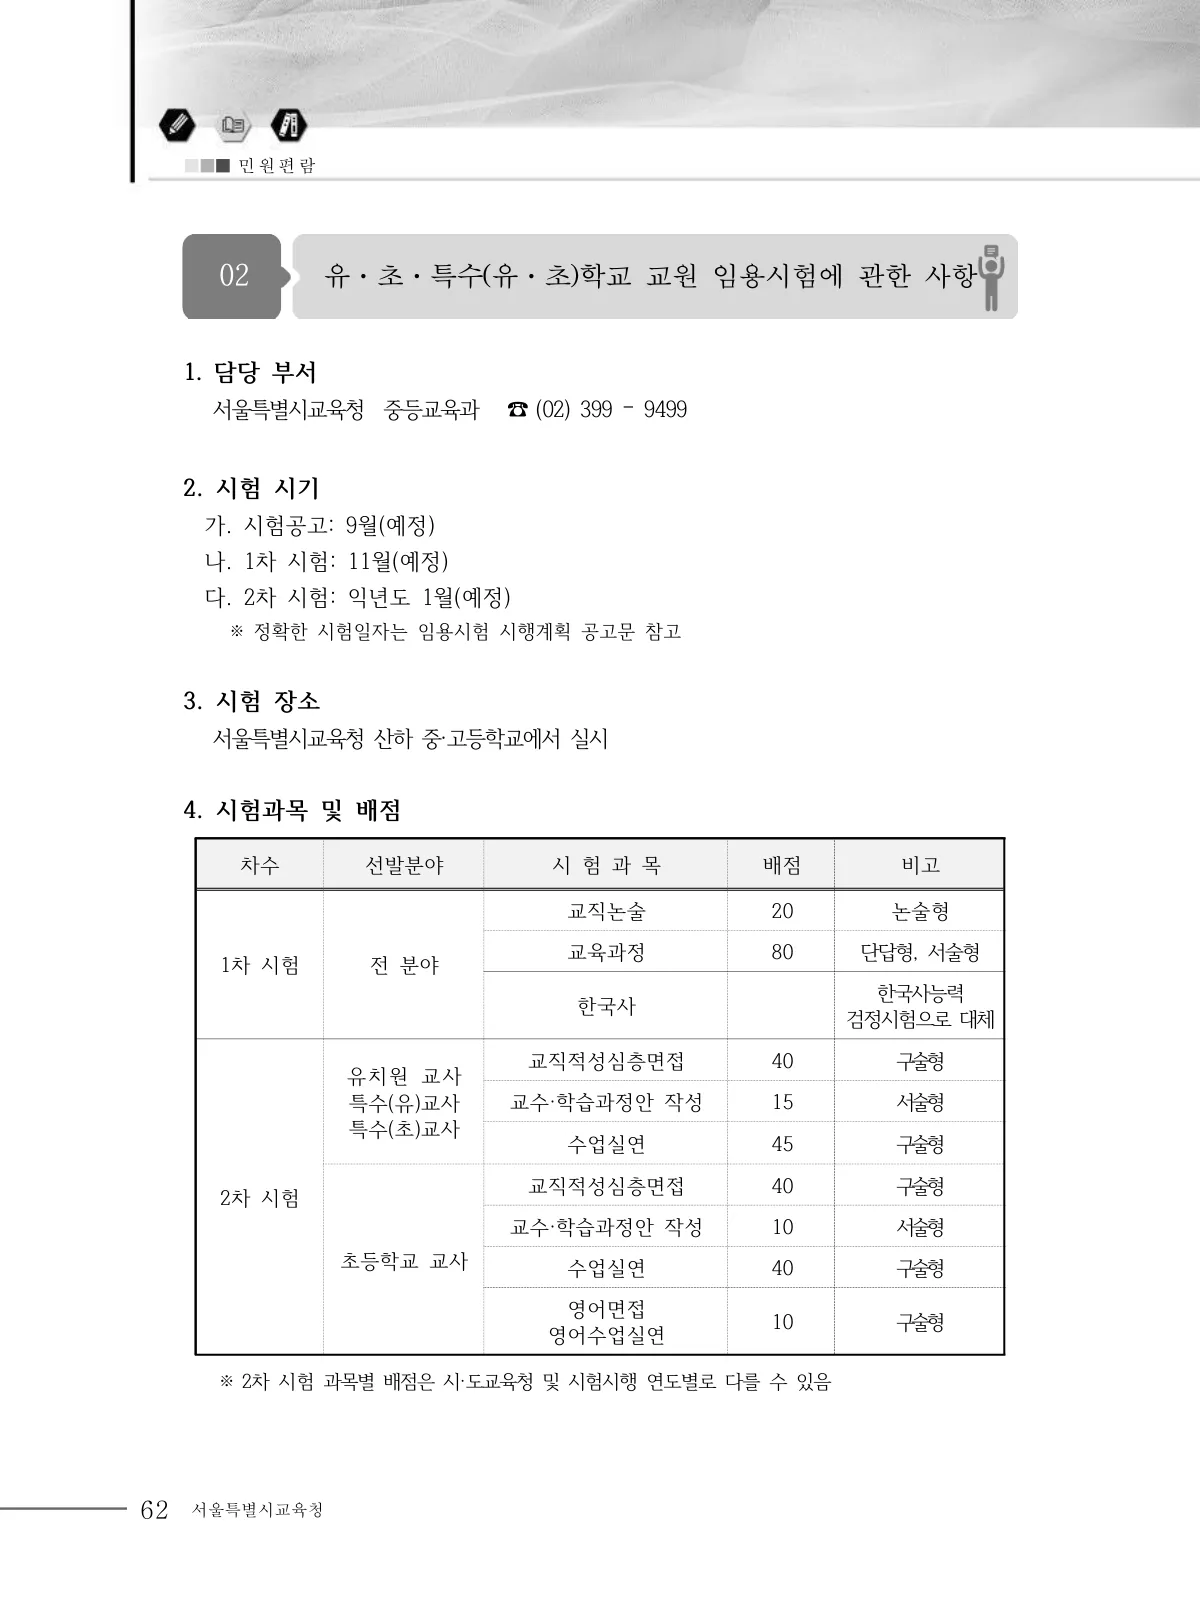 민원편람
02
유·초·특수(유·초)학교 교원 임용시험에 관한 사항
1. 담당 부서
서울특별시교육청 중등교육과 ☎ (02) 399 - 9499
2. 시험 시기
가. 시험공고: 9월(예정)
나. 1차 시험: 11월(예정)
다. 2차 시험: 익년도 1월(예정)
※ 정확한 시험일자는 임용시험 시행계획 공고문 참고
3. 시험 장소
서울특별시교육청 산하 중·고등학교에서 실시
4. 시험과목 및 배점
차수 선발분야 시 험 과 목 배점 비고
1차 시험 전 분야 교직논술 20 논술형
교육과정 80 단답형, 서술형
한국사 한국사능력
검정시험으로 대체
2차 시험 유치원 교사
특수(유)교사
특수(초)교사
교직적성심층면접 40 구술형
교수·학습과정안 작성 15 서술형
수업실연 45 구술형
초등학교 교사 교직적성심층면접 40 구술형
교수·학습과정안 작성 10 서술형
수업실연 40 구술형
영어면접
영어수업실연 10 구술형
※ 2차 시험 과목별 배점은 시·도교육청 및 시험시행 연도별로 다를 수 있음
62 서울특별시교육청